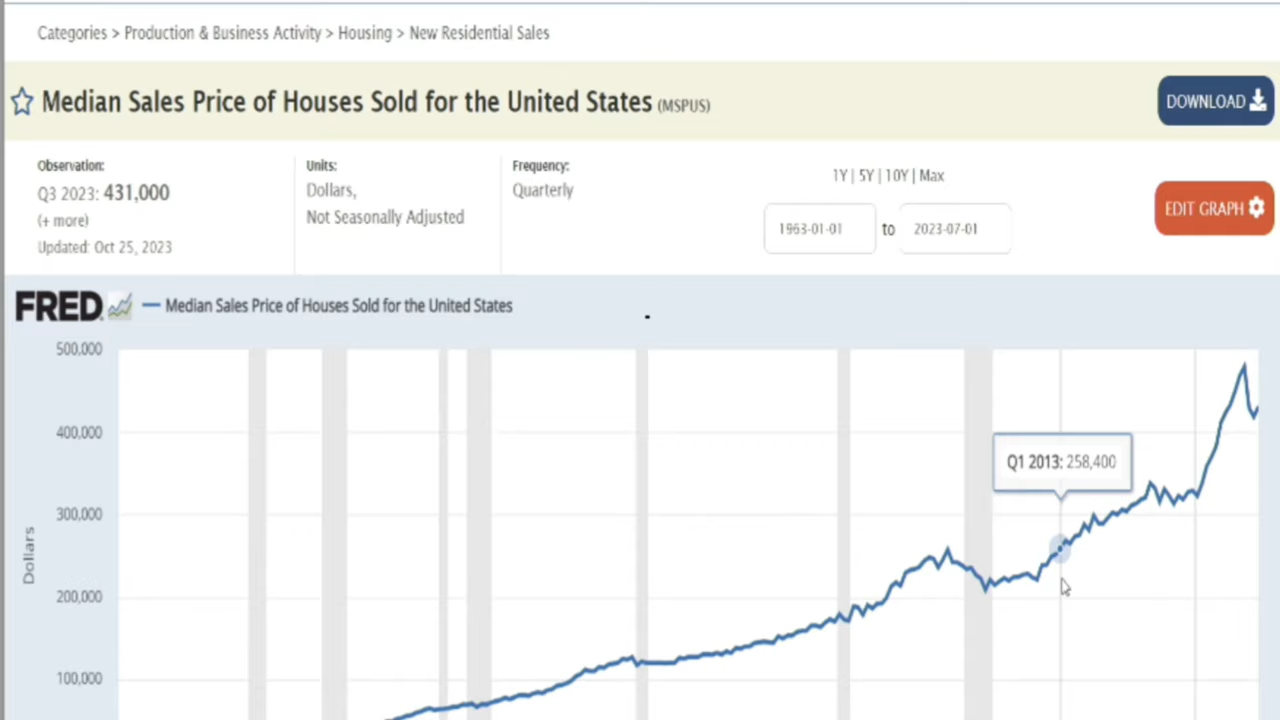 Categories > Production & Business Activity > Housing > New Residential Sales
Median Sales Price of Houses Sold for the United States (MSPUS)
DOWNLOAD
Observation:
Q3 2023: 431,000
(+ more)
Updated: Oct 25, 2023
Units:
Dollars,
Not Seasonally Adjusted
Frequency:
Quarterly
1Y | 5Y | 10Y | Max
1963-01-01 to 2023-07-01
EDIT GRAPH
FRED Median Sales Price of Houses Sold for the United States
500,000
400,000
300,000
200,000
100,000
Dollars
Q1 2013: 258,400